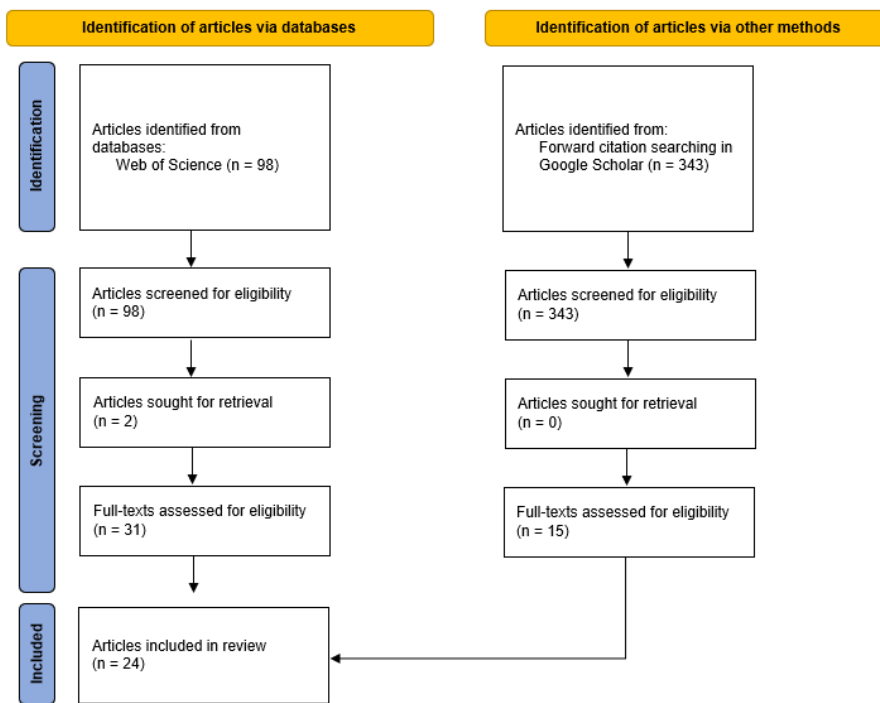 Identification of articles via databases
Identification of articles via other methods
Identification
Articles identified from
databases:
Web of Science (n = 98)
Articles identified from:
Forward citation searching in
Google Scholar (n = 343)
Screening
Articles screened for eligibility
(n = 98)
Articles screened for eligibility
(n = 343)
Articles sought for retrieval
(n = 2)
Articles sought for retrieval
(n = 0)
Full-texts assessed for eligibility
(n = 31)
Full-texts assessed for eligibility
(n = 15)
Included
Articles included in review
(n = 24)